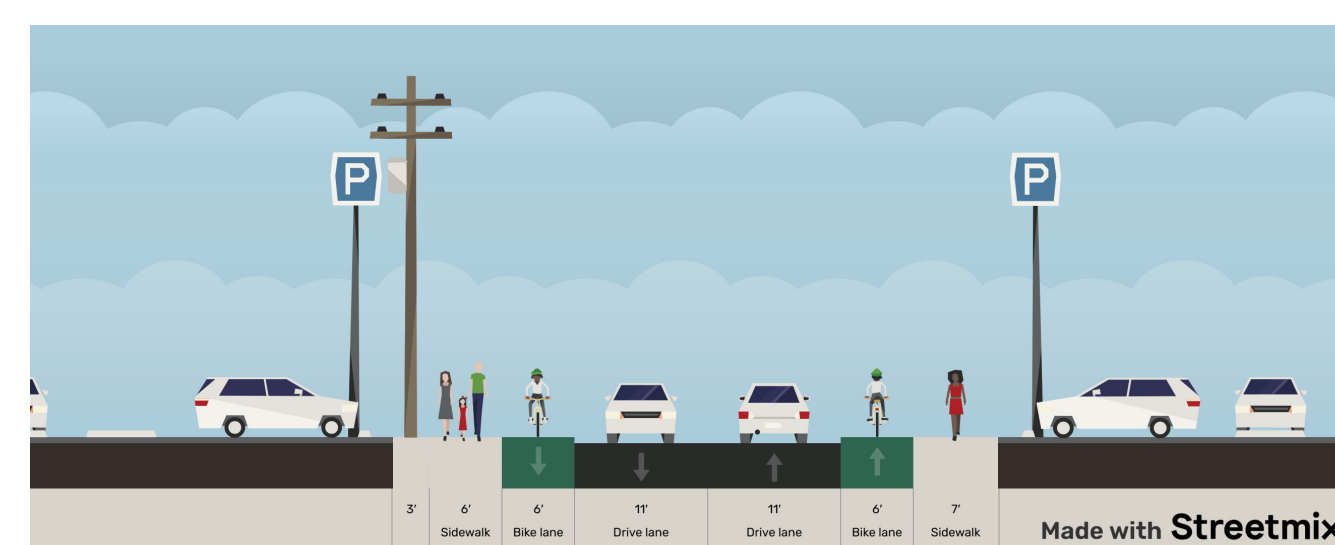 P
P
3'
6'
Sidewalk
6'
Bike lane
11'
Drive lane
11'
Drive lane
6'
Bike lane
7'
Sidewalk
Made with Streetmix